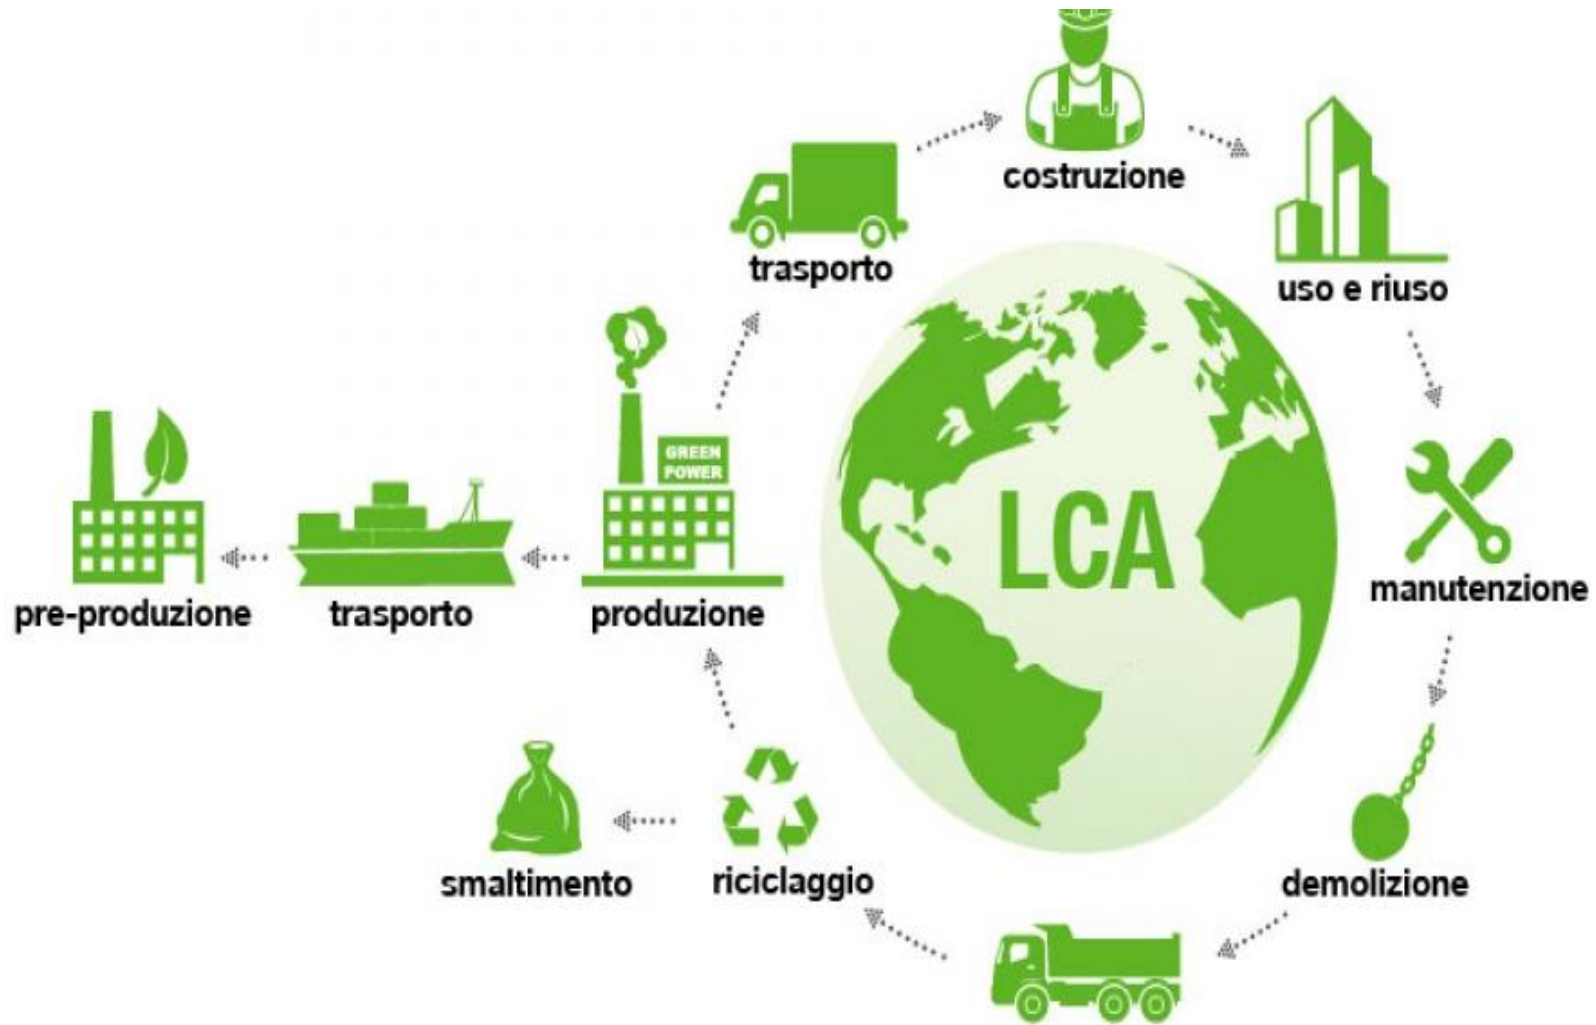 costruzione
trasporto
uso e riuso
GREEN
POWER
LCA
manutenzione
pre-produzione
trasporto
produzione
smaltimento
riciclaggio
demolizione